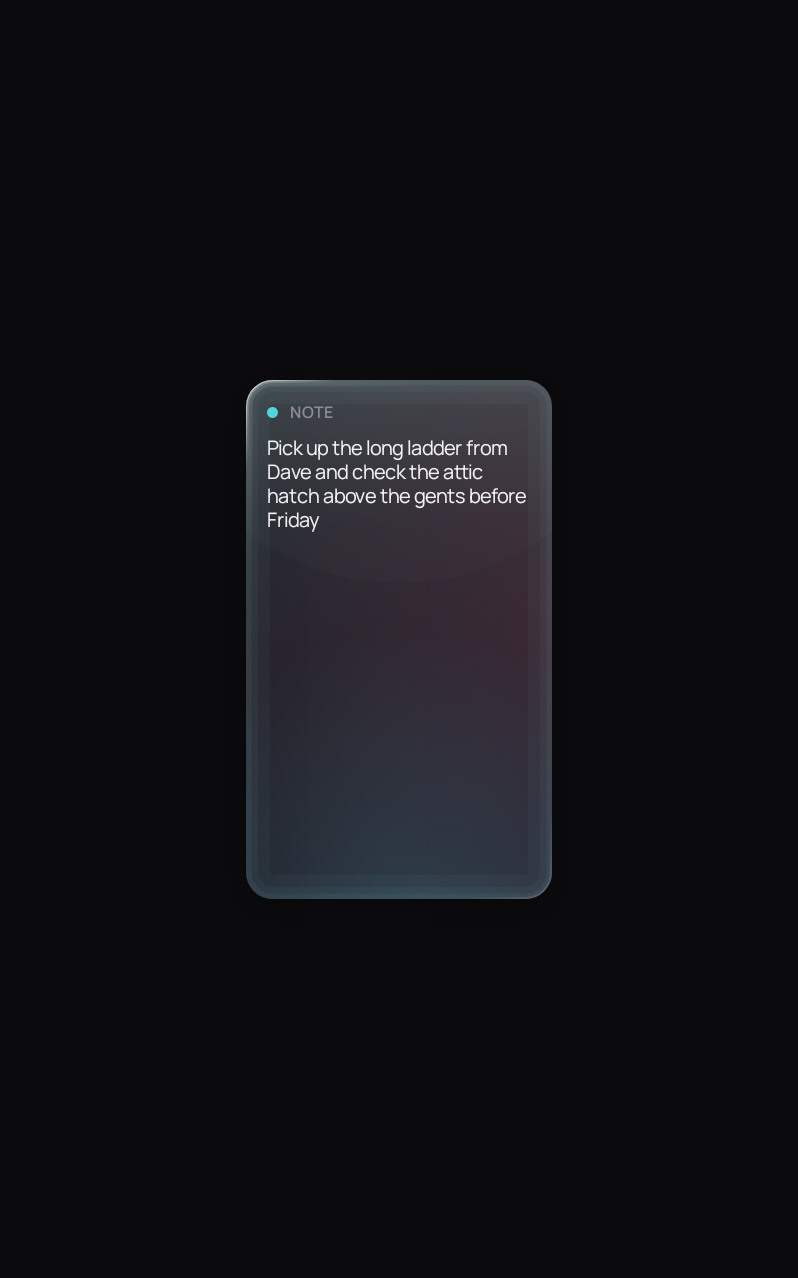 NOTE
Pick up the long ladder from
Dave and check the attic
hatch above the gents before
Friday